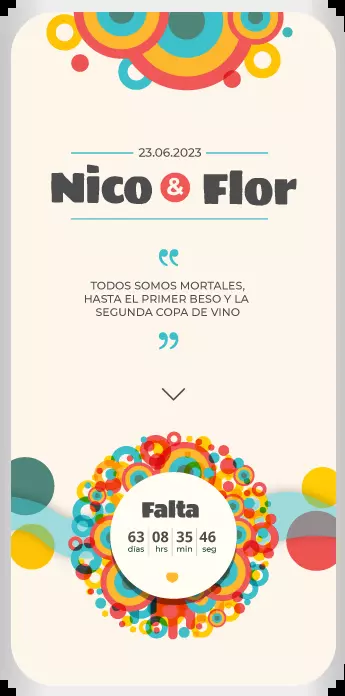 23.06.2023
Nico & Flor
“
TODOS SOMOS MORTALES,
HASTA EL PRIMER BESO Y LA
SEGUNDA COPA DE VINO
”
Falta
63 08 35 46
días hrs min seg